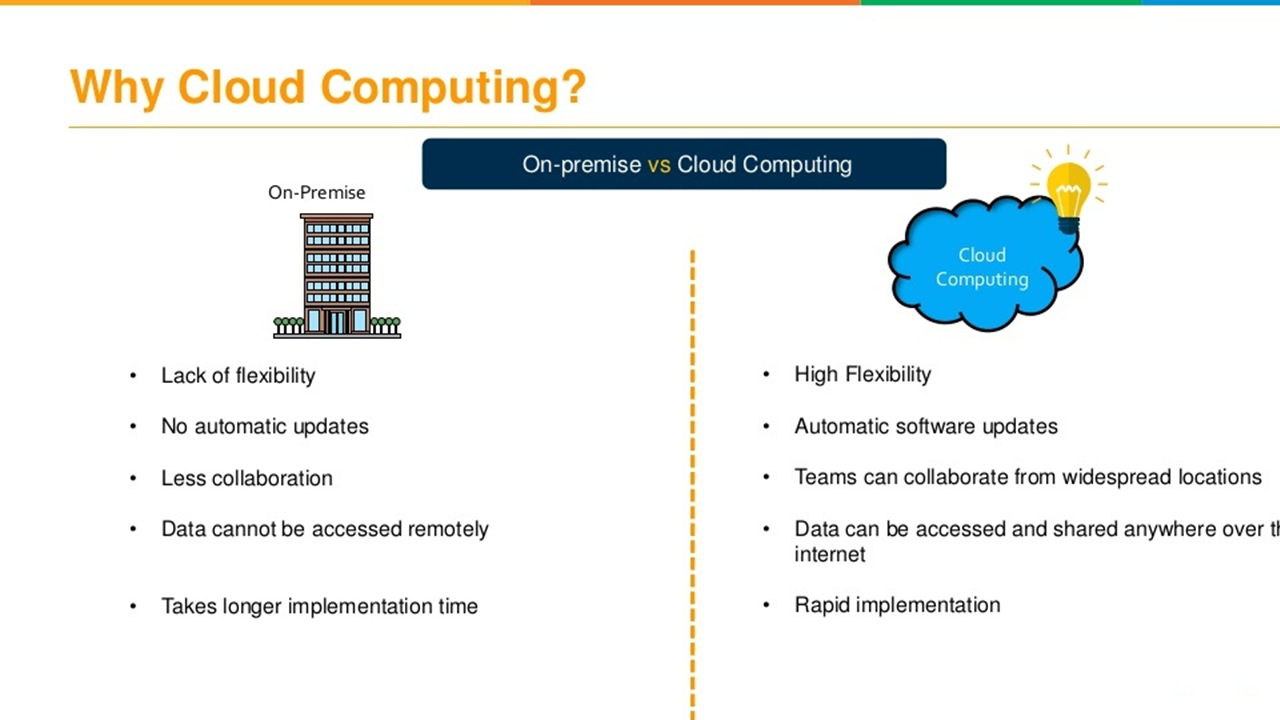 Why Cloud Computing?
On-premise vs Cloud Computing
On-Premise
Lack of flexibility
No automatic updates
Less collaboration
Data cannot be accessed remotely
Takes longer implementation time
Cloud
Computing
High Flexibility
Automatic software updates
Teams can collaborate from widespread locations
Data can be accessed and shared anywhere over
internet
Rapid implementation